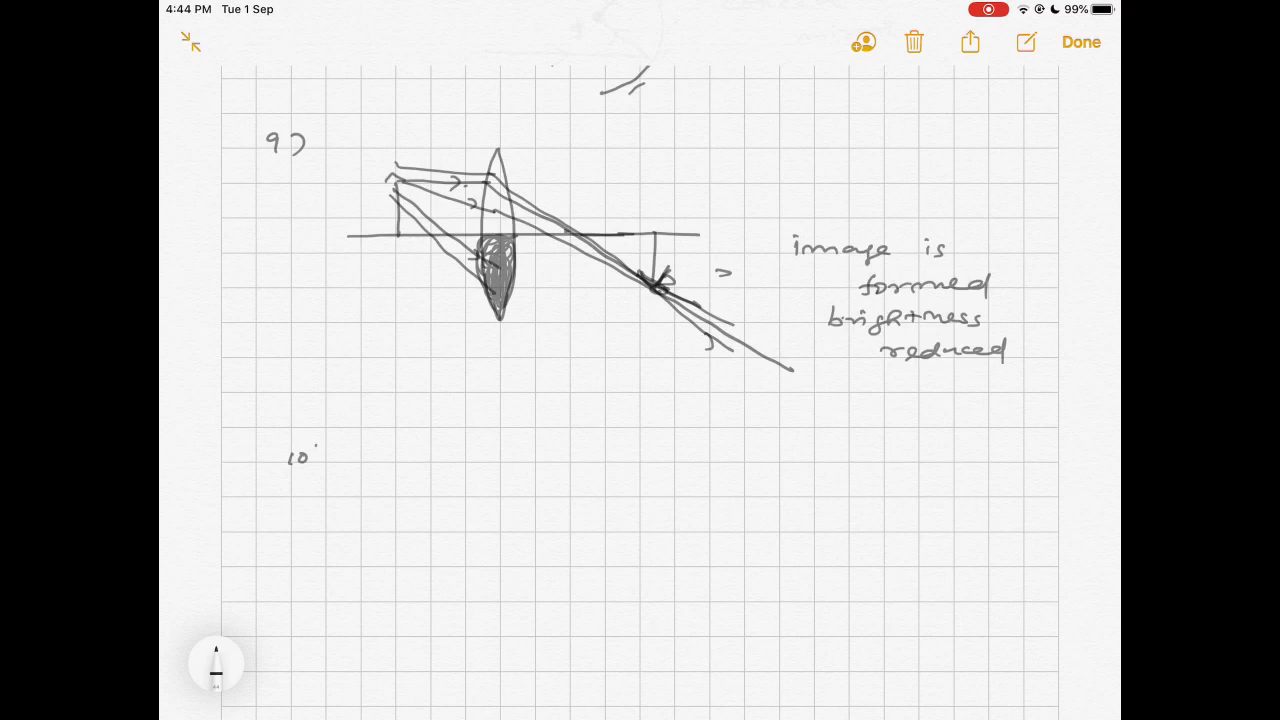 4:44 PM Tue 1 Sep
99%
Done
9)
image is
formed
brightness
reduced
10